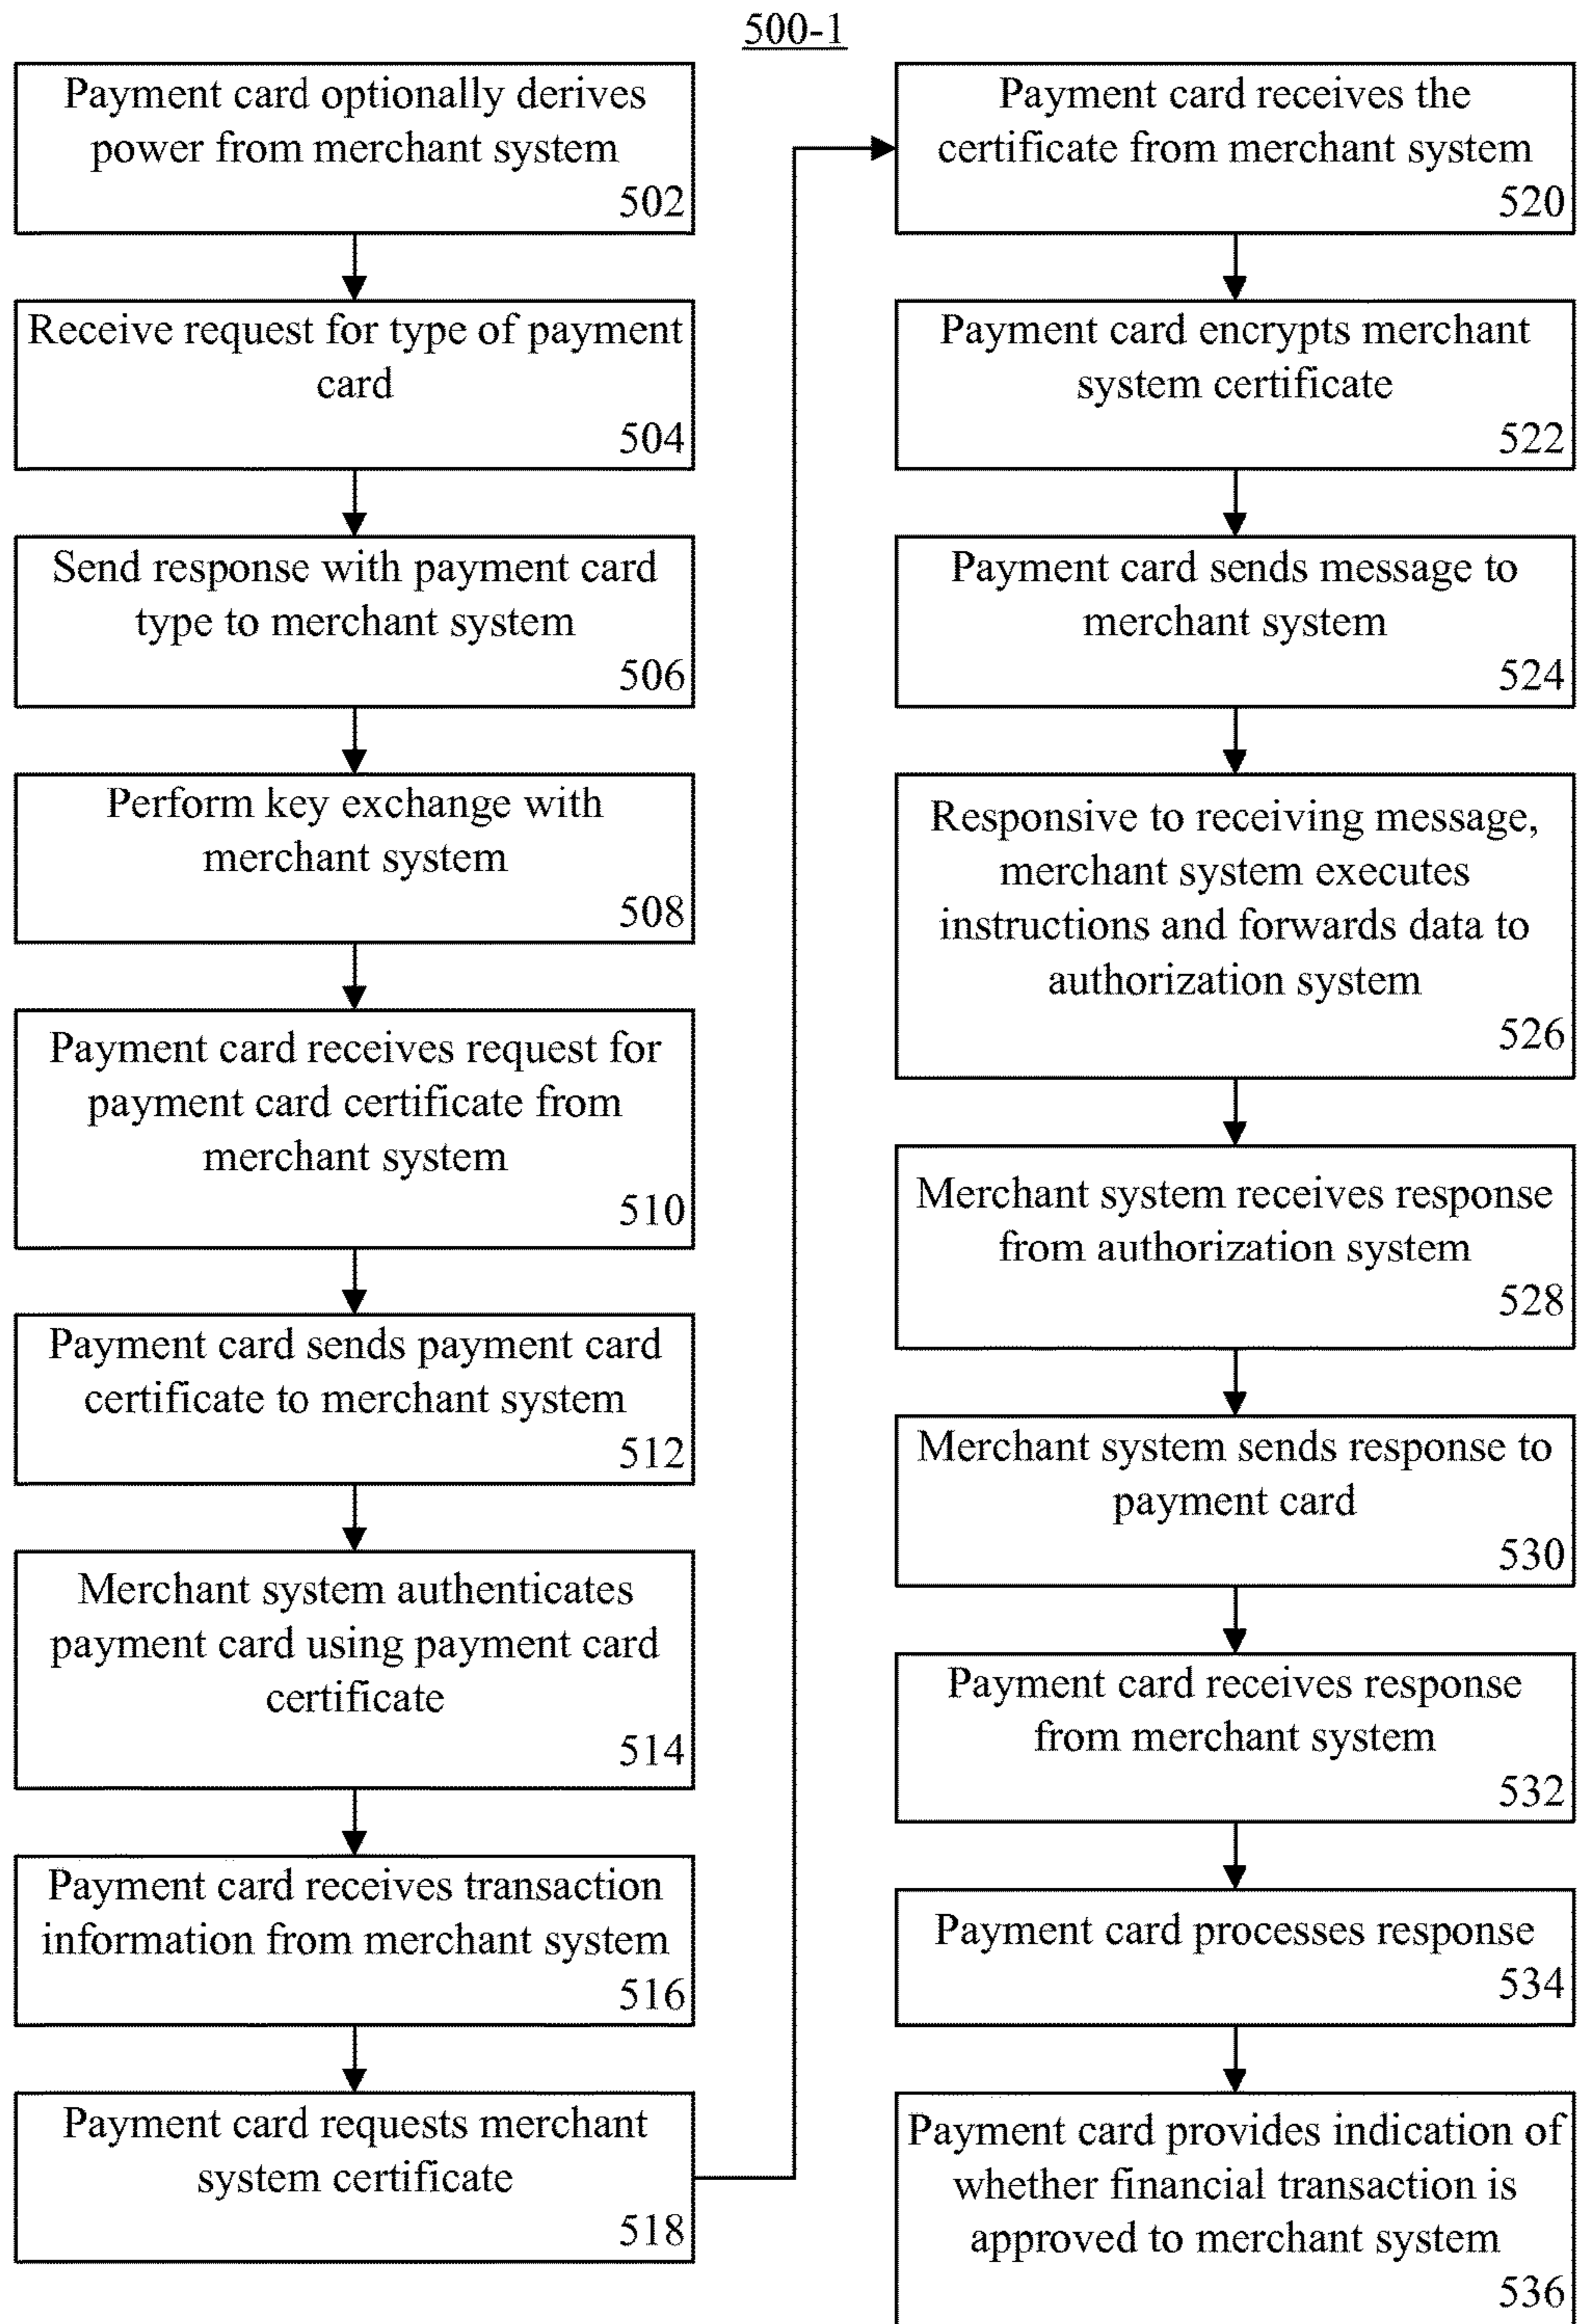 500-1
Payment card optionally derives
power from merchant system
502
Receive request for type of payment
card
504
Send response with payment card
type to merchant system
506
Perform key exchange with
merchant system
508
Payment card receives request for
payment card certificate from
merchant system
510
Payment card sends payment card
certificate to merchant system
512
Merchant system authenticates
payment card using payment card
certificate
514
Payment card receives transaction
information from merchant system
516
Payment card requests merchant
system certificate
518
Payment card receives the
certificate from merchant system
520
Payment card encrypts merchant
system certificate
522
Payment card sends message to
merchant system
524
Responsive to receiving message,
merchant system executes
instructions and forwards data to
authorization system
526
Merchant system receives response
from authorization system
528
Merchant system sends response to
payment card
530
Payment card receives response
from merchant system
532
Payment card processes response
534
Payment card provides indication of
whether financial transaction is
approved to merchant system
536